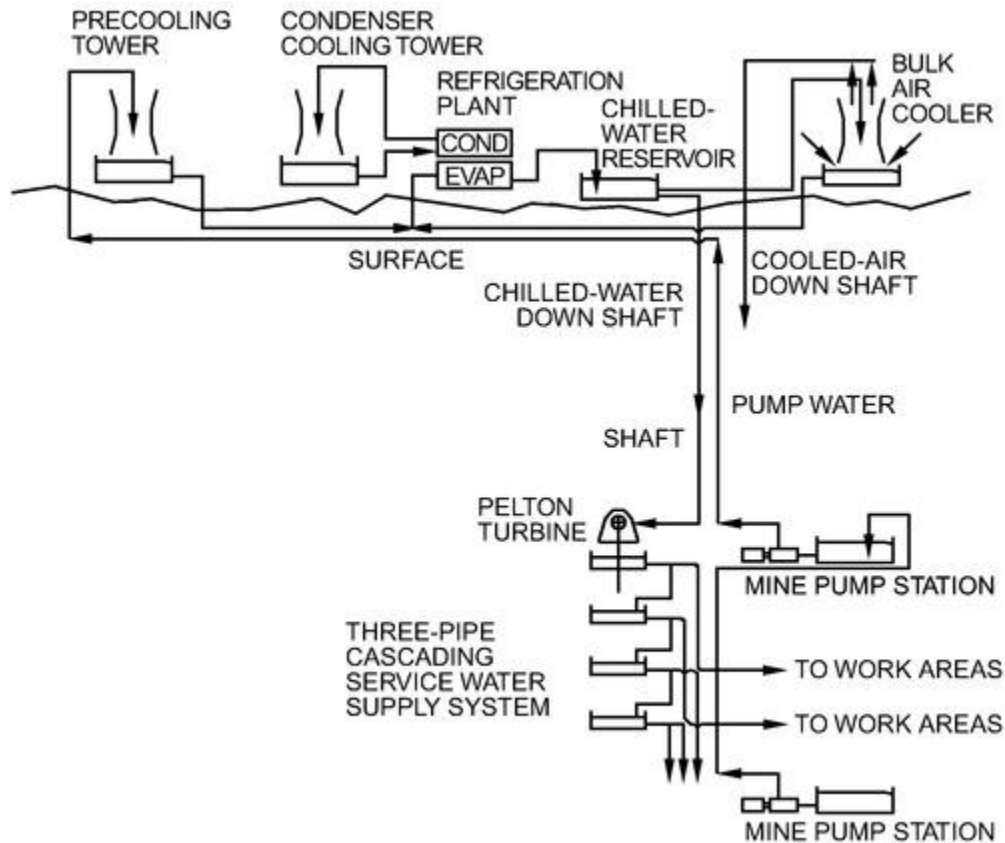 PRECOOLING
TOWER
CONDENSER
COOLING TOWER
REFRIGERATION
PLANT
COND
EVAP
CHILLED-
WATER
RESERVOIR
BULK
AIR
COOLER
SURFACE
CHILLED-WATER
DOWN SHAFT
COOLED-AIR
DOWN SHAFT
PUMP WATER
SHAFT
PELTON
TURBINE
MINE PUMP STATION
THREE-PIPE
CASCADING
SERVICE WATER
SUPPLY SYSTEM
TO WORK AREAS
TO WORK AREAS
MINE PUMP STATION